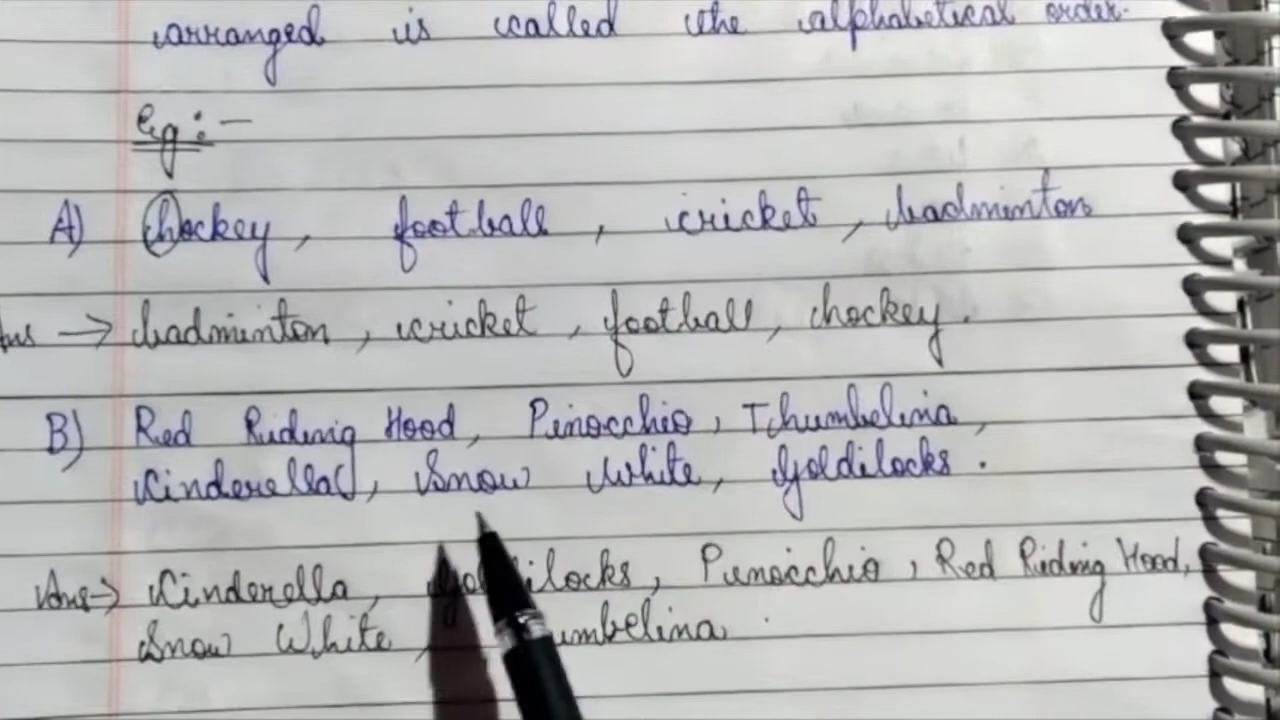 arranged is called the alphabetical order.
eg:-
A) hockey, football, cricket, badminton
Ans → badminton, cricket, football, hockey.
B) Red Riding Hood, Pinocchio, Thumbelina,
Cinderella, Snow White, Goldilocks.
Ans→ Cinderella, Goldilocks, Pinocchio, Red Riding Hood,
Snow White, umbelina.